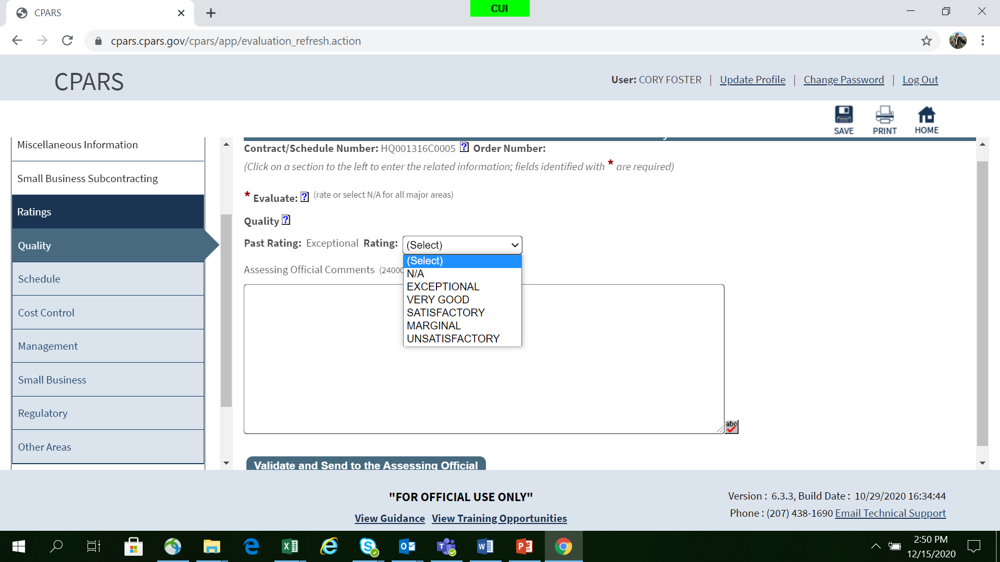 CPARS
CUI
cpars.cpars.gov/cpars/app/evaluation_refresh.action
CPARS
User: CORY FOSTER | Update Profile | Change Password | Log Out
SAVE PRINT HOME
Miscellaneous Information
Small Business Subcontracting
Ratings
Quality
Schedule
Cost Control
Management
Small Business
Regulatory
Other Areas
Contract/Schedule Number: HQ001316C0005 ? Order Number:
(Click on a section to the left to enter the related information; fields identified with * are required)
* Evaluate: ? (rate or select N/A for all major areas)
Quality ?
Past Rating: Exceptional Rating: (Select)
(Select)
N/A
EXCEPTIONAL
VERY GOOD
SATISFACTORY
MARGINAL
UNSATISFACTORY
Assessing Official Comments (24000
abc
Validate and Send to the Assessing Official
"FOR OFFICIAL USE ONLY"
View Guidance View Training Opportunities
Version : 6.3.3, Build Date : 10/29/2020 16:34:44
Phone : (207) 438-1690 Email Technical Support
2:50 PM
12/15/2020